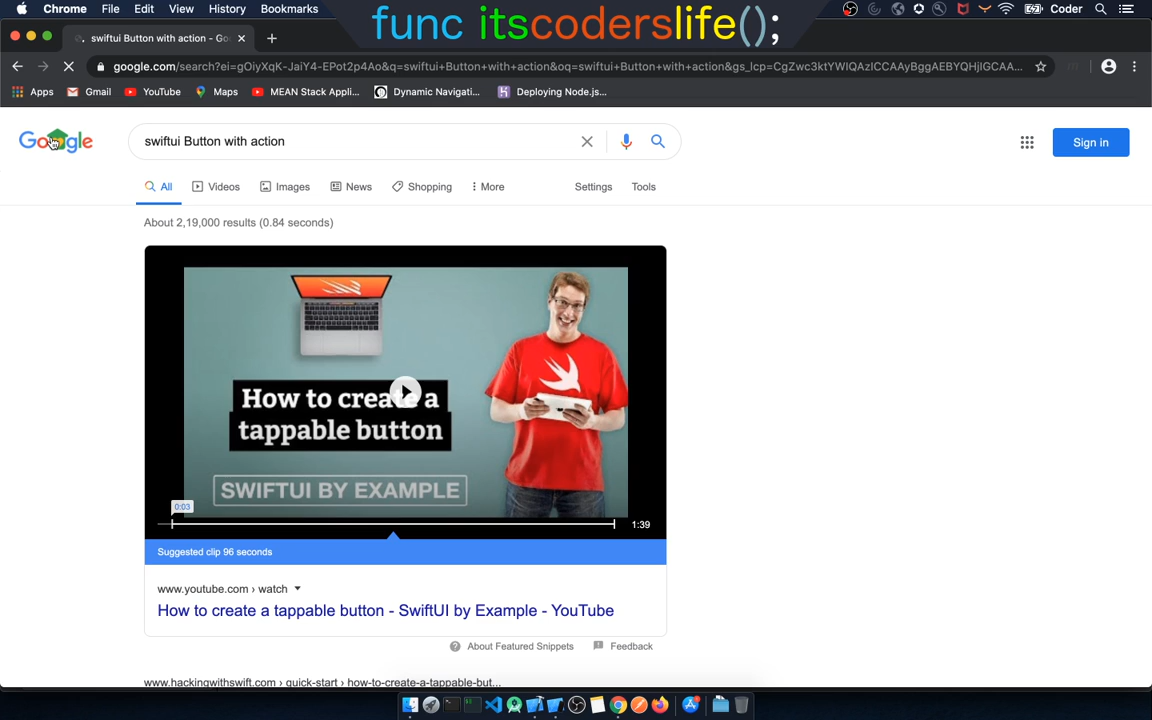 Chrome File Edit View History Bookmarks
func itscoderslife();
Coder
swiftui Button with action - Go
google.com/search?ei=gOiyXqK-JaiY4-EPot2p4Ao&q=swiftui+Button+with+action&oq=swiftui+Button+with+action&gs_lcp=CgZwc3ktYWIQAzICCAAyBggAEBYQHjIGCAA...
Apps Gmail YouTube Maps MEAN Stack Appli... Dynamic Navigati... Deploying Node.js...
Google
swiftui Button with action
Sign in
All Videos Images News Shopping More Settings Tools
About 2,19,000 results (0.84 seconds)
How to create a
tappable button
SWIFTUI BY EXAMPLE
0:03
1:39
Suggested clip 96 seconds
www.youtube.com › watch
How to create a tappable button - SwiftUI by Example - YouTube
About Featured Snippets Feedback
www.hackingwithswift.com › quick-start › how-to-create-a-tappable-but...